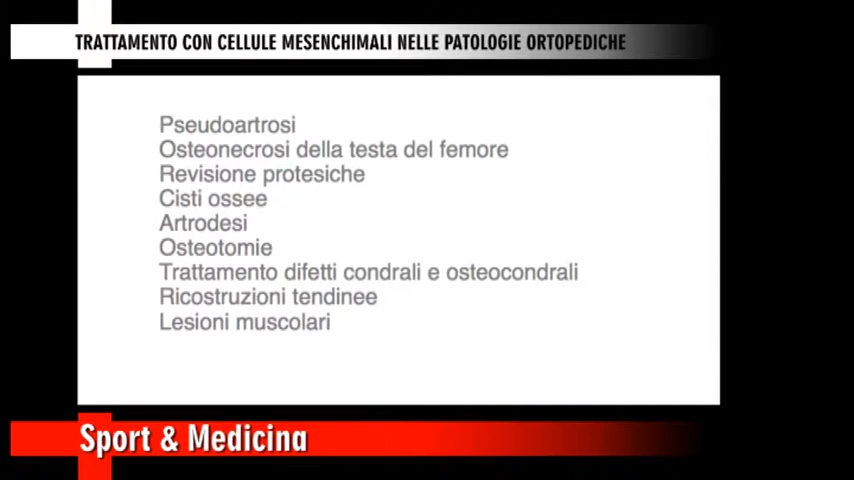 TRATTAMENTO CON CELLULE MESENCHIMALI NELLE PATOLOGIE ORTOPEDICHE
Pseudoartrosi
Osteonecrosi della testa del femore
Revisione protesiche
Cisti ossee
Artrodesi
Osteotomie
Trattamento difetti condrali e osteocondrali
Ricostruzioni tendinee
Lesioni muscolari
Sport & Medicina